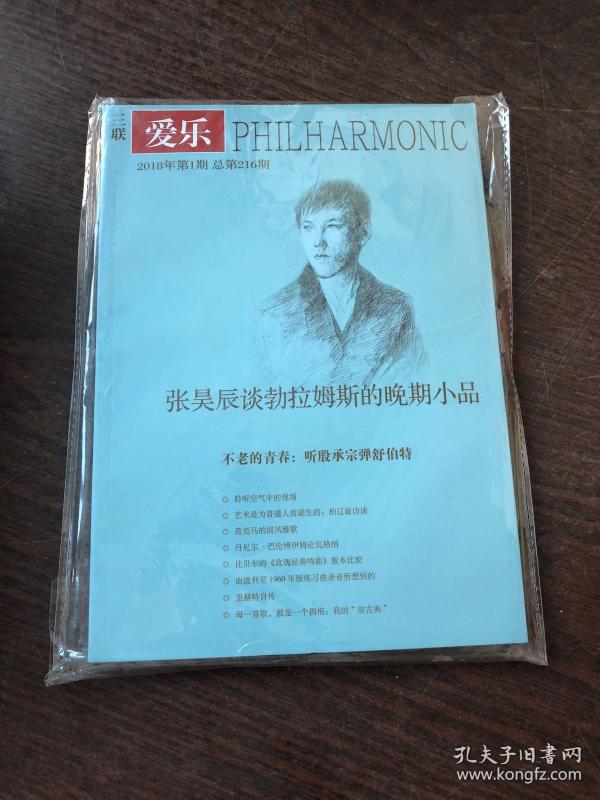 三联
爱乐 PHILHARMONIC
2018年第1期 总第216期
张昊辰谈勃拉姆斯的晚期小品
不老的青春：听殷承宗弹舒伯特
◎ 聆听空气中的现场
◎ 艺术是为普通人而诞生的：柏辽兹访谈
◎ 范克马的国风雅歌
◎ 丹尼尔·巴伦博伊姆论瓦格纳
◎ 比贝尔的《玫瑰经奏鸣曲》版本比较
◎ 由波利尼1960年版练习曲录音所想到的
◎ 里赫特自传
◎ 每一首歌，就是一个拥抱：我的“前古典”
孔夫子旧书网
www.kongfz.com